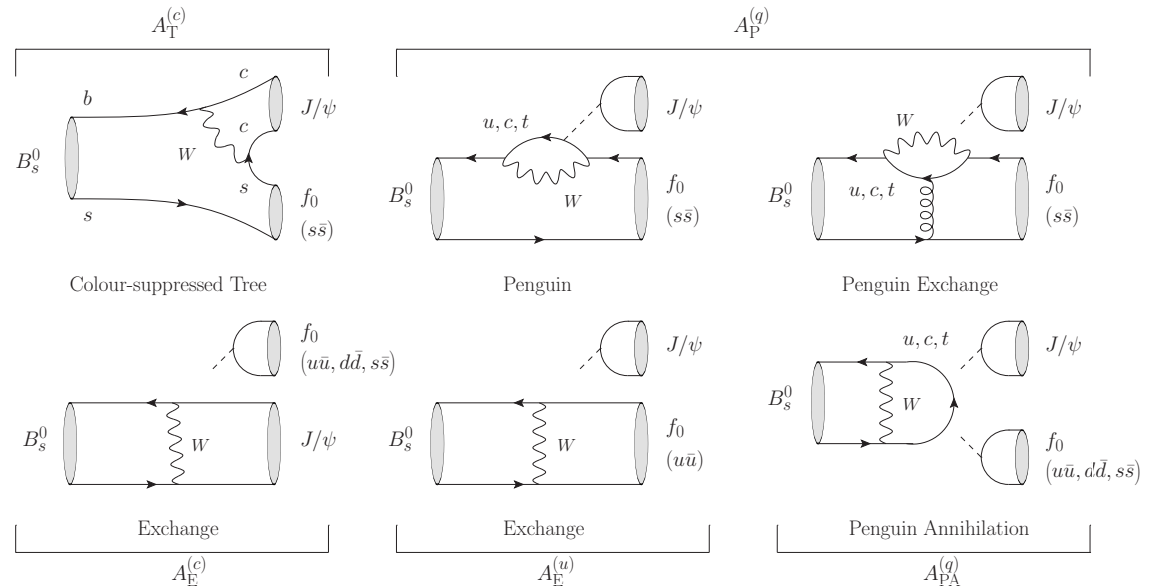 A_T^{(c)}
A_P^{(q)}
b
c
J/ψ
c
B_s^0
W
s
f_0
(ss̄)
s
Colour-suppressed Tree
u, c, t
J/ψ
B_s^0
W
f_0
(ss̄)
Penguin
W
J/ψ
B_s^0
u, c, t
f_0
(ss̄)
Penguin Exchange
f_0
(uū, dd̄, ss̄)
B_s^0
W
J/ψ
Exchange
A_E^{(c)}
J/ψ
B_s^0
W
f_0
(uū)
Exchange
A_E^{(u)}
u, c, t
J/ψ
B_s^0
W
f_0
(uū, dd̄, ss̄)
Penguin Annihilation
A_PA^{(q)}